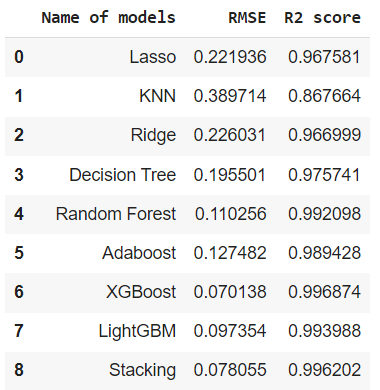 Name of models RMSE R2 score
0 Lasso 0.221936 0.967581
1 KNN 0.389714 0.867664
2 Ridge 0.226031 0.966999
3 Decision Tree 0.195501 0.975741
4 Random Forest 0.110256 0.992098
5 Adaboost 0.127482 0.989428
6 XGBoost 0.070138 0.996874
7 LightGBM 0.097354 0.993988
8 Stacking 0.078055 0.996202